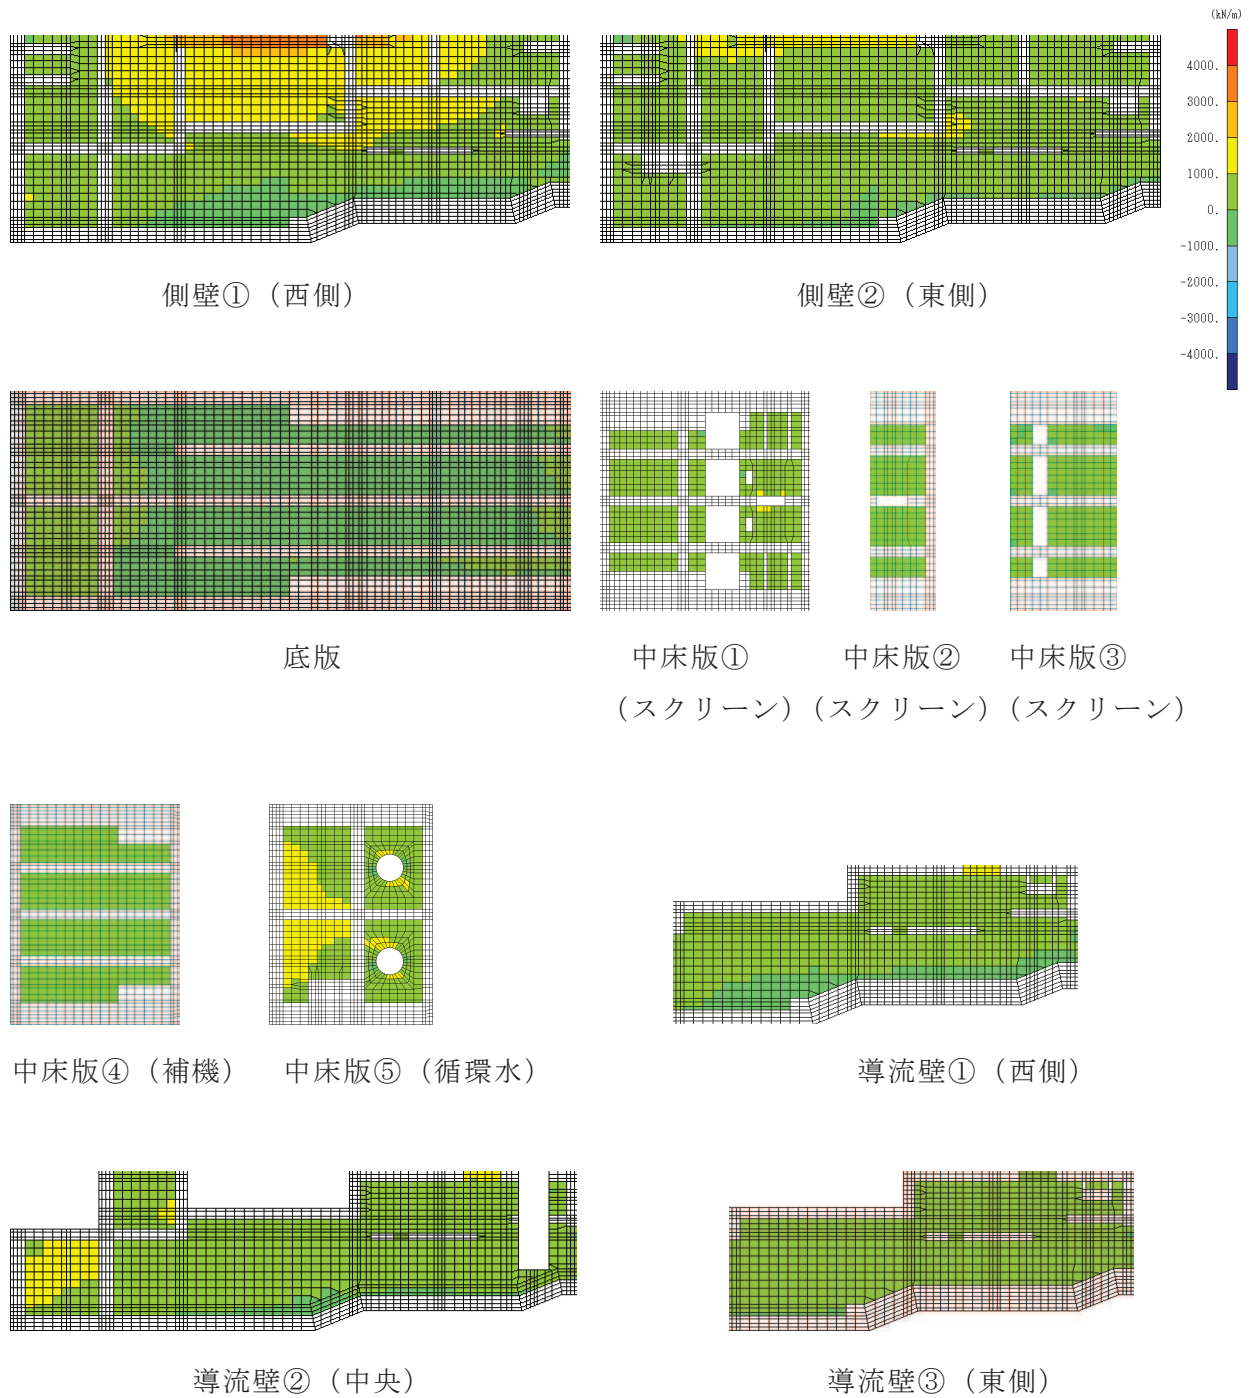 (kN/m)
4000.
3000.
2000.
1000.
0.
-1000.
-2000.
-3000.
-4000.
側壁①（西側）
側壁②（東側）
底版
中床版①
（スクリーン）
中床版②
（スクリーン）
中床版③
（スクリーン）
中床版④（補機）
中床版⑤（循環水）
導流壁①（西側）
導流壁②（中央）
導流壁③（東側）